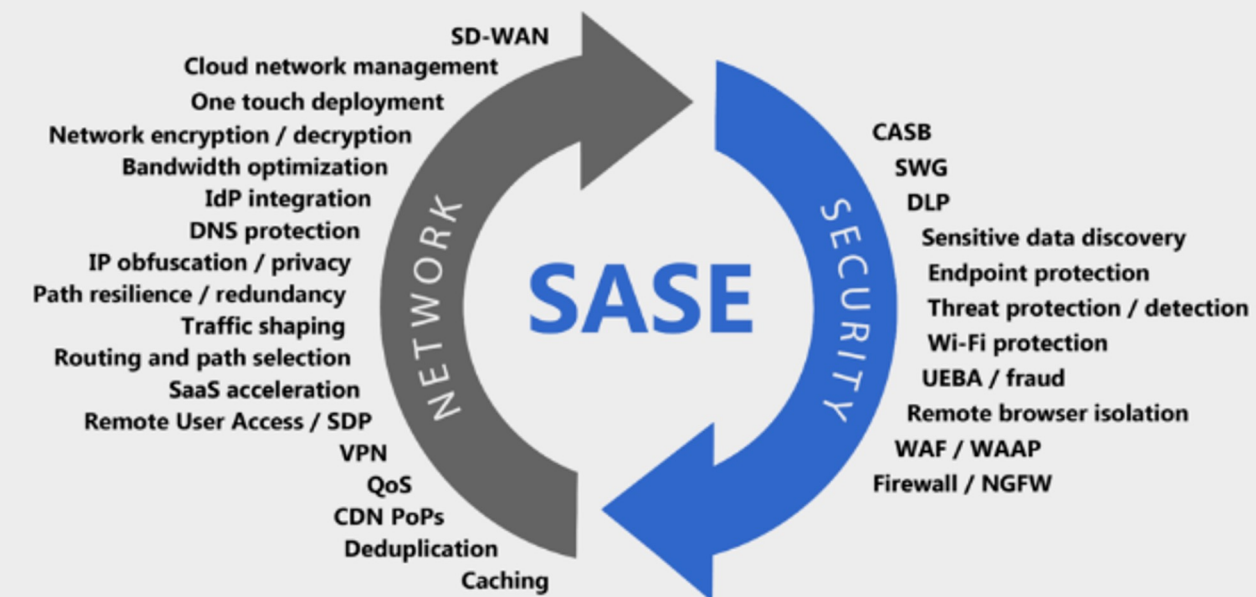 SD-WAN
Cloud network management
One touch deployment
Network encryption / decryption
Bandwidth optimization
IdP integration
DNS protection
IP obfuscation / privacy
Path resilience / redundancy
Traffic shaping
Routing and path selection
SaaS acceleration
Remote User Access / SDP
VPN
QoS
CDN PoPs
Deduplication
Caching
NETWORK
SASE
SECURITY
CASB
SWG
DLP
Sensitive data discovery
Endpoint protection
Threat protection / detection
Wi-Fi protection
UEBA / fraud
Remote browser isolation
WAF / WAAP
Firewall / NGFW